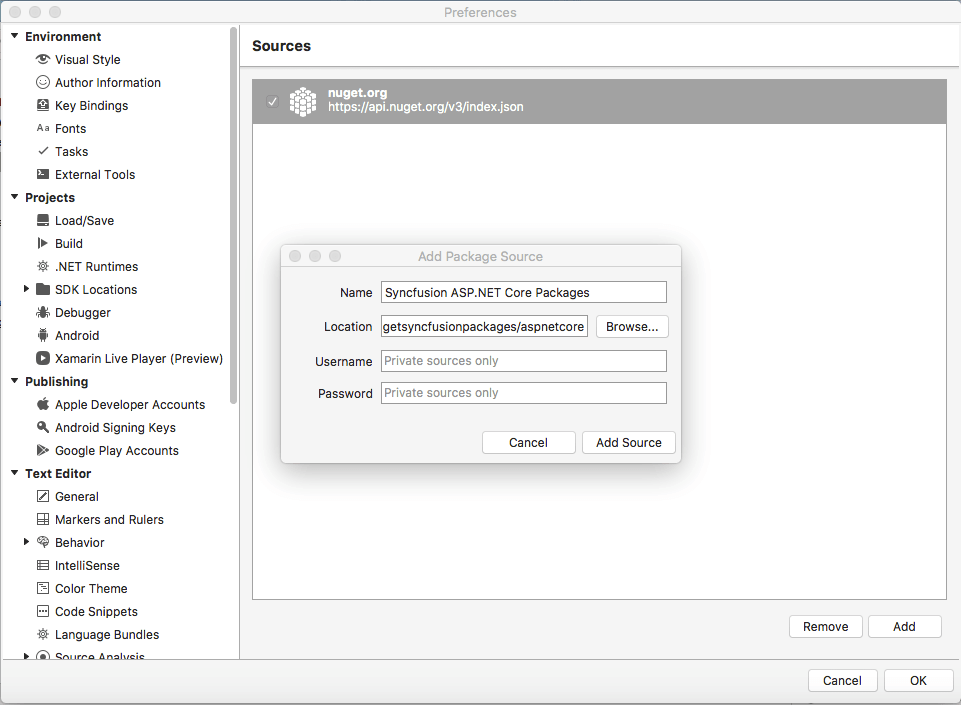 Preferences
Environment
Visual Style
Author Information
Key Bindings
Aa Fonts
Tasks
External Tools
Projects
Load/Save
Build
.NET Runtimes
SDK Locations
Debugger
Android
Xamarin Live Player (Preview)
Publishing
Apple Developer Accounts
Android Signing Keys
Google Play Accounts
Text Editor
General
Markers and Rulers
Behavior
IntelliSense
Color Theme
Code Snippets
Language Bundles
Source Analysis
Sources
nuget.org
https://api.nuget.org/v3/index.json
Add Package Source
Name Syncfusion ASP.NET Core Packages
Location getsyncfusionpackages/aspnetcore Browse...
Username Private sources only
Password Private sources only
Cancel Add Source
Remove Add
Cancel OK